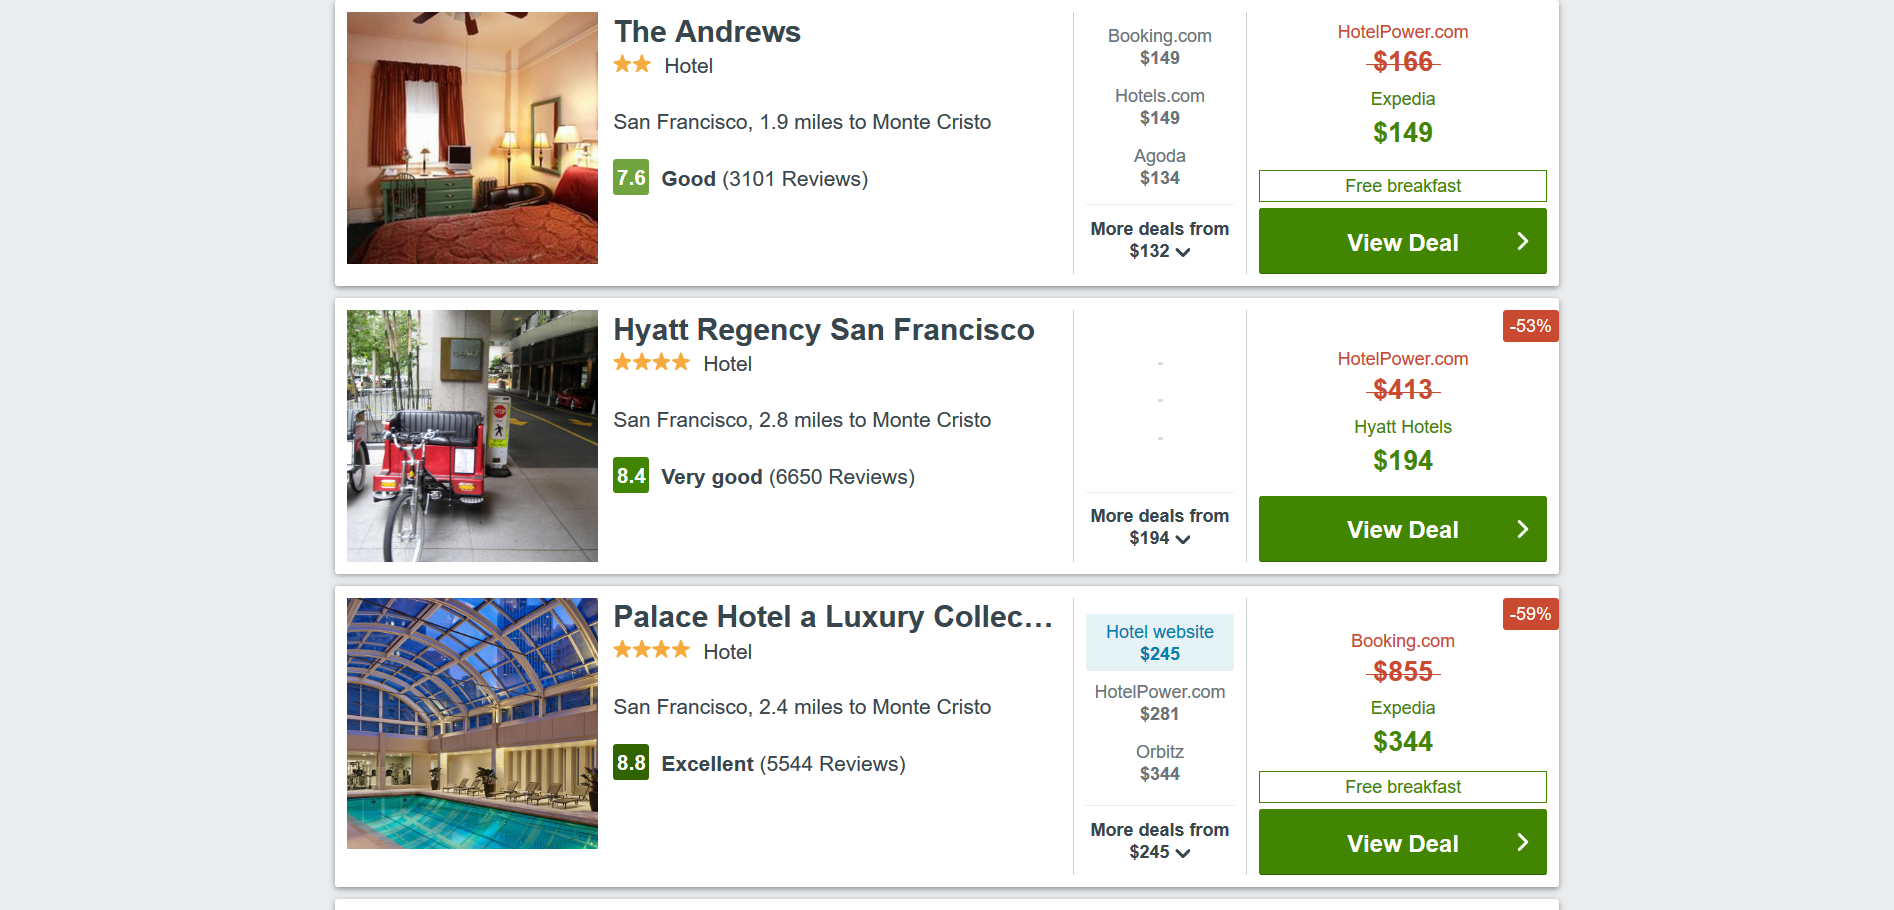 The Andrews
Hotel
San Francisco, 1.9 miles to Monte Cristo
7.6 Good (3101 Reviews)
Booking.com
$149
Hotels.com
$149
Agoda
$134
More deals from
$132
HotelPower.com
$166
Expedia
$149
Free breakfast
View Deal
Hyatt Regency San Francisco
Hotel
San Francisco, 2.8 miles to Monte Cristo
8.4 Very good (6650 Reviews)
-
-
-
More deals from
$194
-53%
HotelPower.com
$413
Hyatt Hotels
$194
View Deal
STOP
Palace Hotel a Luxury Collec...
Hotel
San Francisco, 2.4 miles to Monte Cristo
8.8 Excellent (5544 Reviews)
Hotel website
$245
HotelPower.com
$281
Orbitz
$344
More deals from
$245
-59%
Booking.com
$855
Expedia
$344
Free breakfast
View Deal